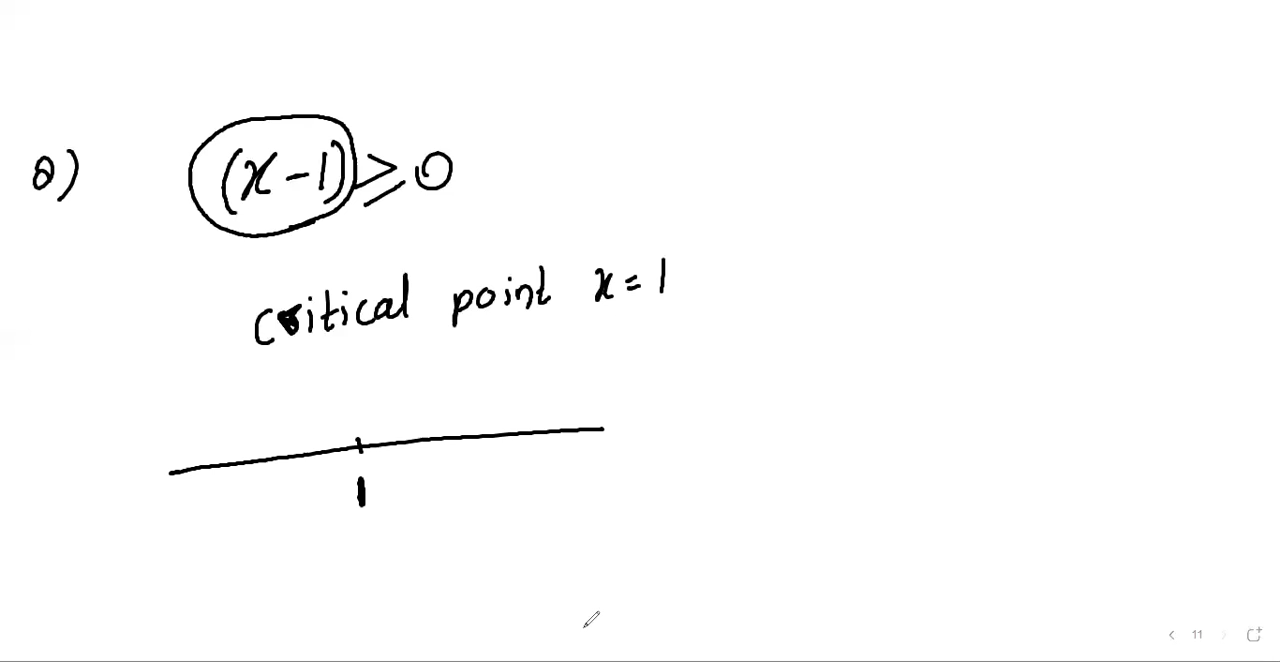 Q) (x-1) ≥ 0
critical point x = 1
1
11